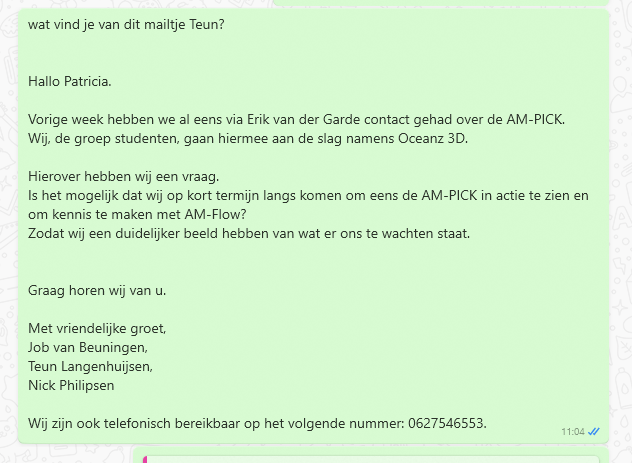 wat vind je van dit mailtje Teun?
Hallo Patricia.
Vorige week hebben we al eens via Erik van der Garde contact gehad over de AM-PICK.
Wij, de groep studenten, gaan hiermee aan de slag namens Oceanz 3D.
Hierover hebben wij een vraag.
Is het mogelijk dat wij op kort termijn langs komen om eens de AM-PICK in actie te zien en
om kennis te maken met AM-Flow?
Zodat wij een duidelijker beeld hebben van wat er ons te wachten staat.
Graag horen wij van u.
Met vriendelijke groet,
Job van Beuningen,
Teun Langenhuijsen,
Nick Philipsen
Wij zijn ook telefonisch bereikbaar op het volgende nummer: 0627546553.
11:04